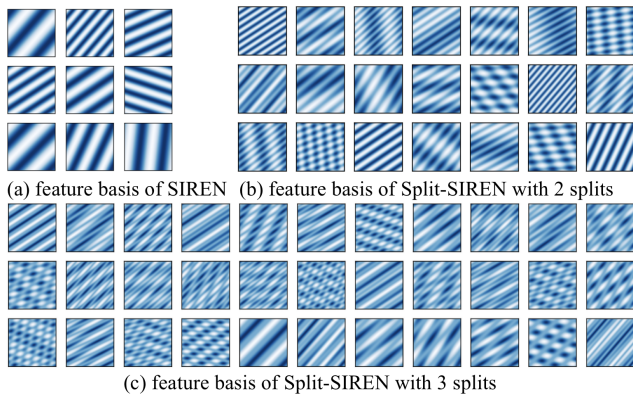 (a) feature basis of SIREN
(b) feature basis of Split-SIREN with 2 splits
(c) feature basis of Split-SIREN with 3 splits